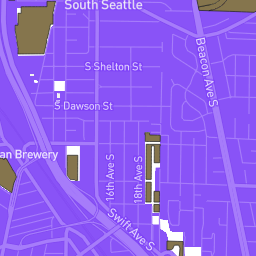 South Seattle
S Shelton St
Beacon Ave S
S Dawson St
an Brewery
16th Ave S
18th Ave S
Swift Ave S